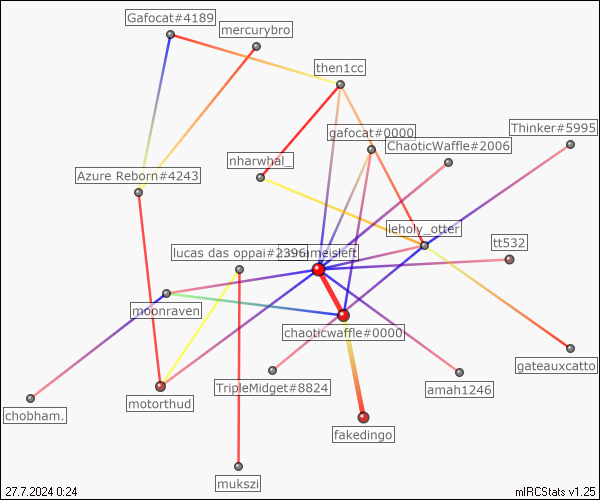 Gafocat#4189
mercurybro
then1cc
gafocat#0000
Thinker#5995
ChaoticWaffle#2006
nharwhal_
Azure Reborn#4243
leholy_otter
lucas das oppai#2396
meisleft
tt532
moonraven
chaoticwaffle#0000
gateauxcatto
TripleMidget#8824
amah1246
motorthud
chobham.
fakedingo
mukszi
27.7.2024 0:24
mIRCStats v1.25